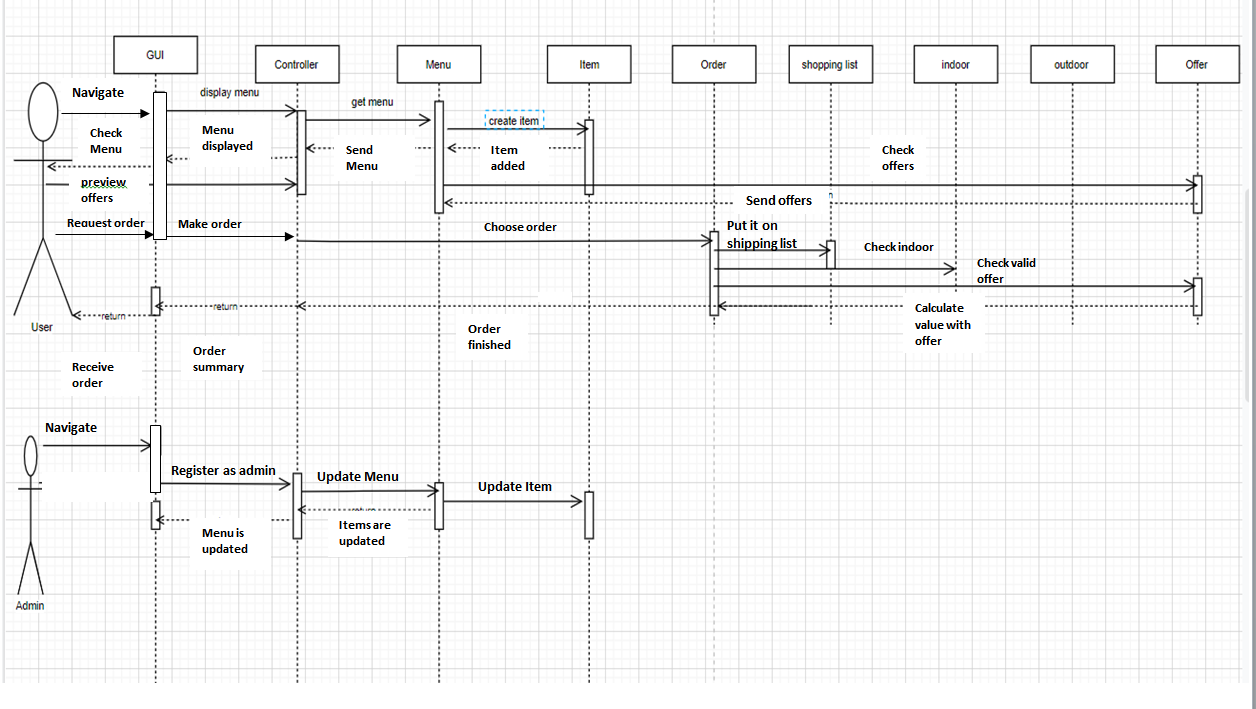 GUI
Controller
Menu
Item
Order
shopping list
indoor
outdoor
Offer
Navigate
display menu
get menu
create item
Check
Menu
Menu
displayed
Send
Menu
Item
added
Check
offers
preview
offers
Send offers
Request order
Make order
Choose order
Put it on
shopping list
Check indoor
Check valid
offer
return
return
User
Calculate
value with
offer
Order
finished
Order
summary
Receive
order
Navigate
Register as admin
Update Menu
Update Item
Items are
updated
Menu is
updated
Admin